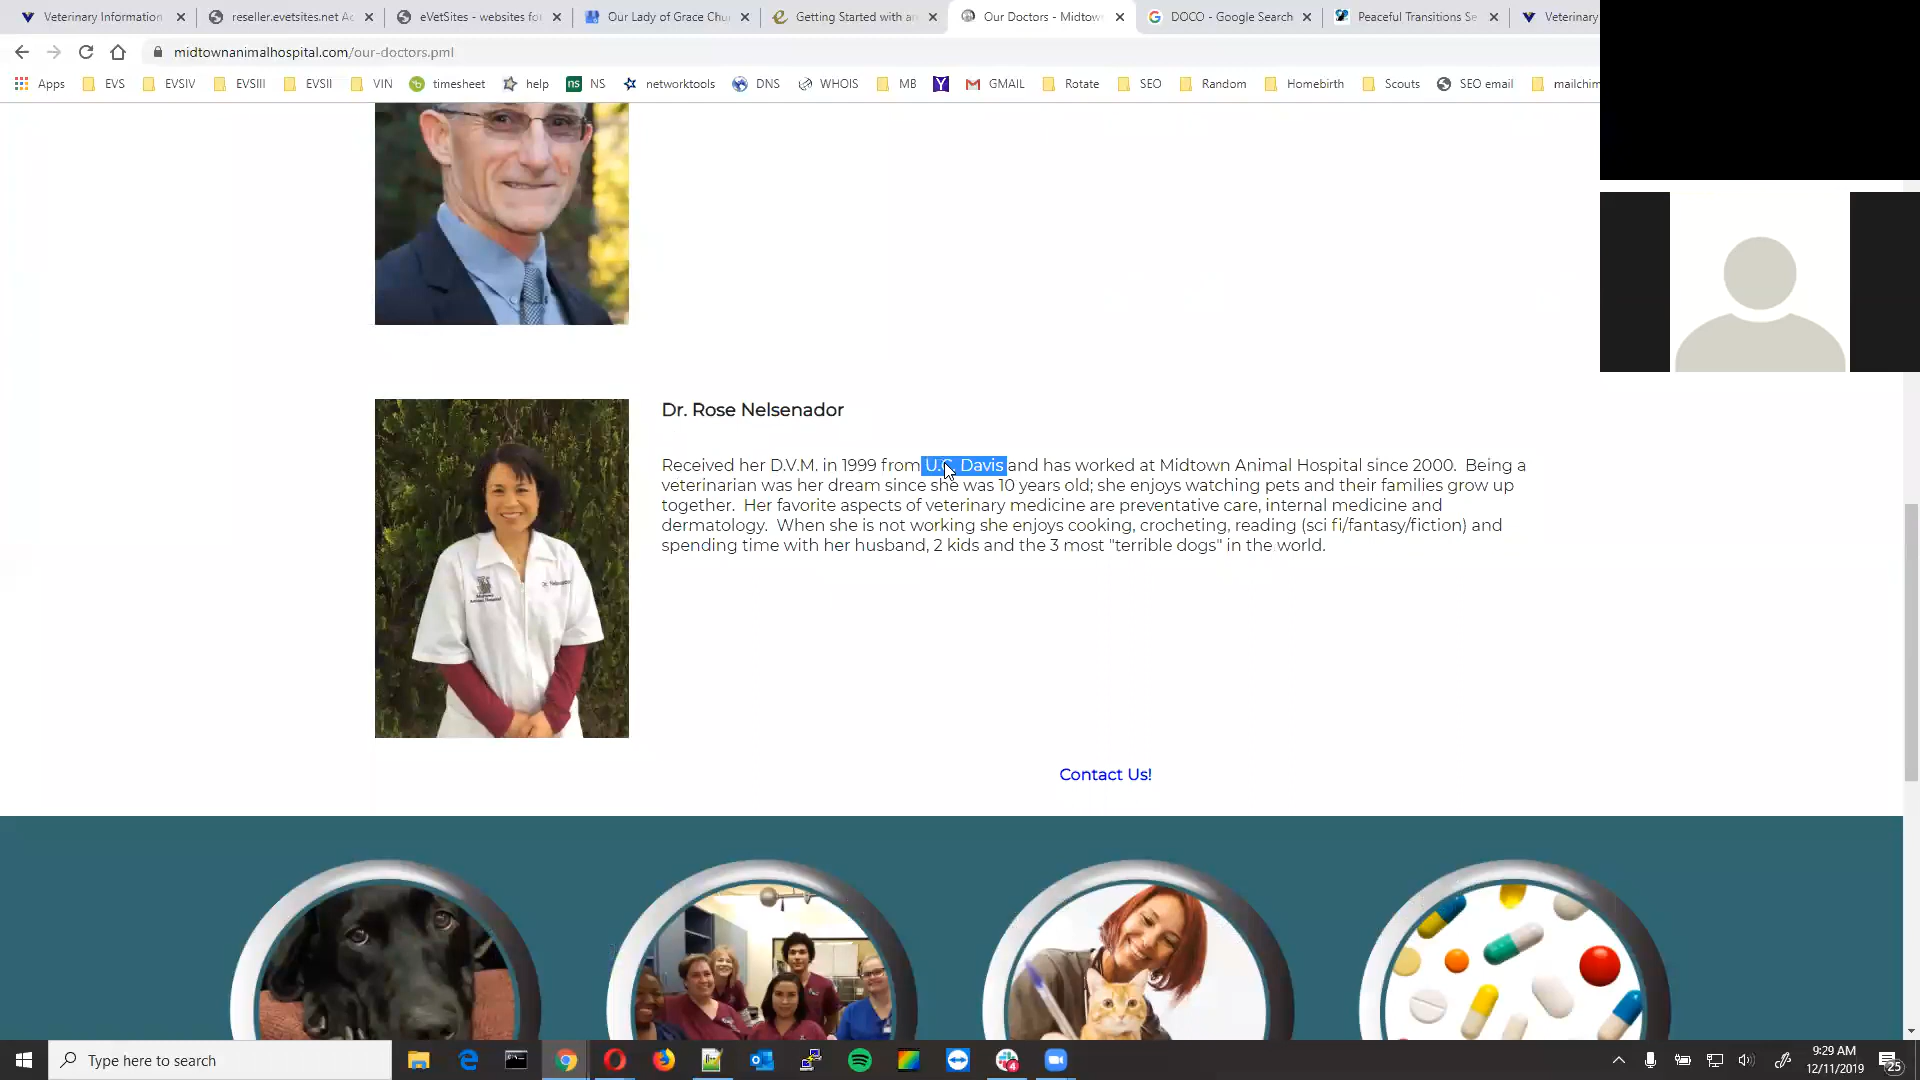 Veterinary Information
reseller.evetsites.net Ac
eVetSites - websites fo
Our Lady of Grace Chu
Getting Started with an
Our Doctors - Midtow
DOCO - Google Search
Peaceful Transitions Se
Veterinary
midtownanimalhospital.com/our-doctors.pml
Apps EVS EVSIV EVSIII EVSII VIN timesheet help NS networktools DNS WHOIS MB GMAIL Rotate SEO Random Homebirth Scouts SEO email mailchim
Dr. Rose Nelsenador
Received her D.V.M. in 1999 from U.C. Davis and has worked at Midtown Animal Hospital since 2000. Being a
veterinarian was her dream since she was 10 years old; she enjoys watching pets and their families grow up
together. Her favorite aspects of veterinary medicine are preventative care, internal medicine and
dermatology. When she is not working she enjoys cooking, crocheting, reading (sci fi/fantasy/fiction) and
spending time with her husband, 2 kids and the 3 most "terrible dogs" in the world.
Contact Us!
Type here to search
9:29 AM
12/11/2019
25